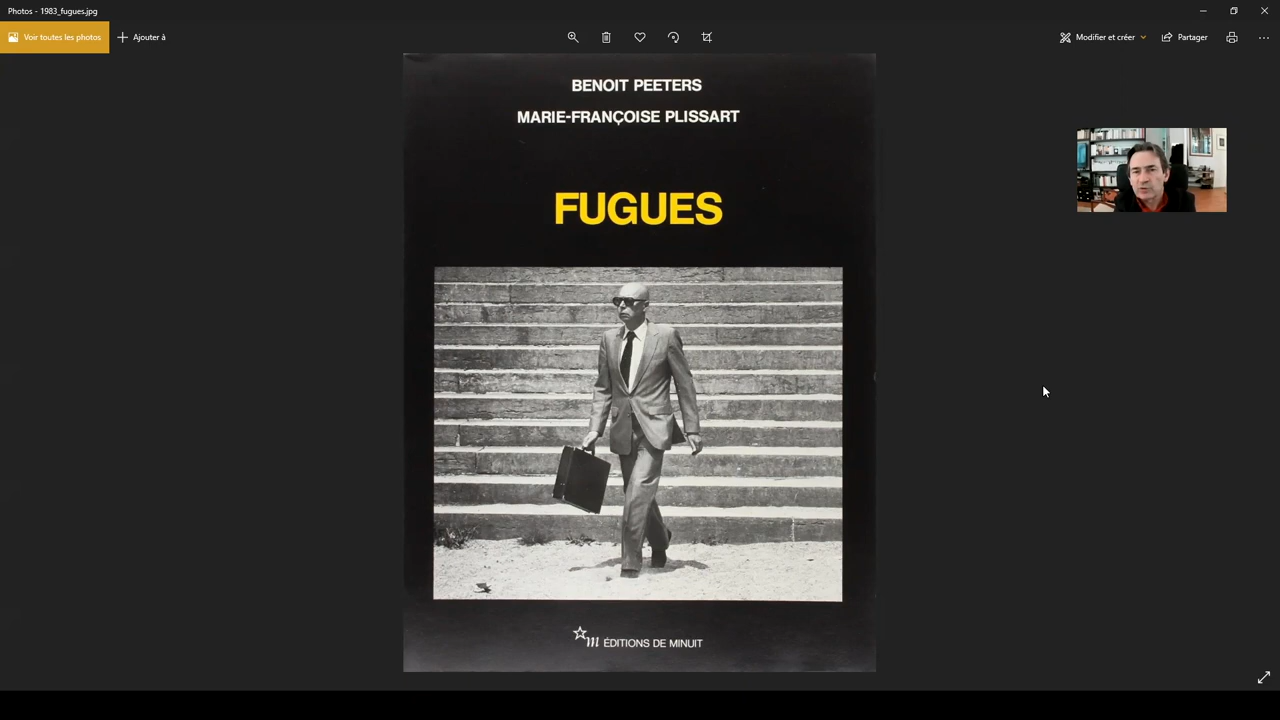 Photos - 1983_fugues.jpg
Voir toutes les photos
Ajouter à
Modifier et créer
Partager
BENOIT PEETERS
MARIE-FRANÇOISE PLISSART
FUGUES
m ÉDITIONS DE MINUIT